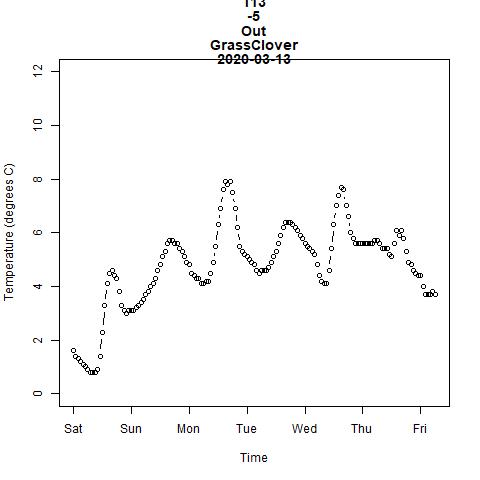 113
-5
Out
GrassClover
2020-03-13
Temperature (degrees C)
12
10
8
6
4
2
0
Sat
Sun
Mon
Tue
Wed
Thu
Fri
Time